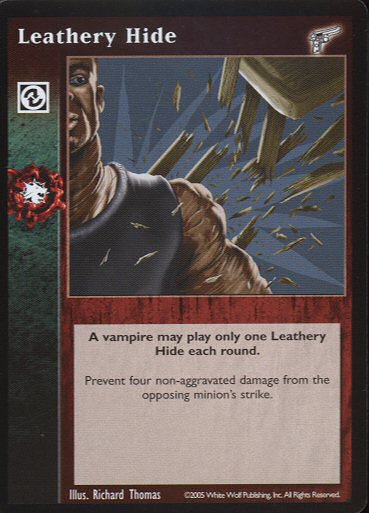 Leathery Hide
A vampire may play only one Leathery
Hide each round.
Prevent four non-aggravated damage from the
opposing minion's strike.
Illus. Richard Thomas
©2005 White Wolf Publishing, Inc. All Rights Reserved.